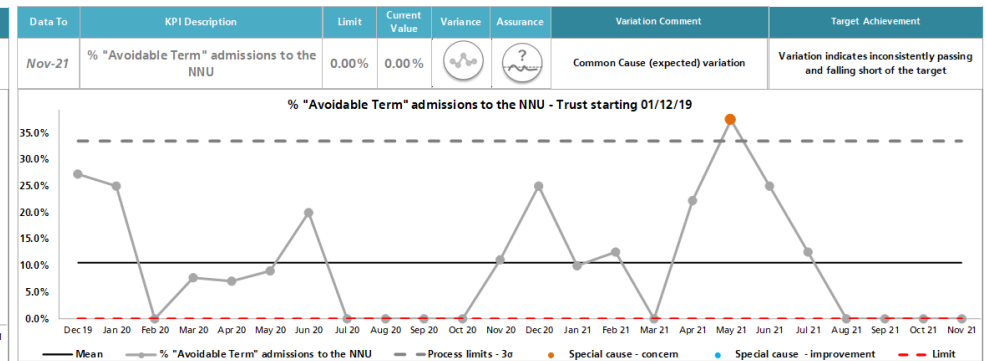 Data To KPI Description Limit Current Value Variance Assurance Variation Comment Target Achievement
Nov-21 % "Avoidable Term" admissions to the NNU 0.00% 0.00% ? Common Cause (expected) variation Variation indicates inconsistently passing and falling short of the target
% "Avoidable Term" admissions to the NNU - Trust starting 01/12/19
35.0%
30.0%
25.0%
20.0%
15.0%
10.0%
5.0%
0.0%
Dec 19 Jan 20 Feb 20 Mar 20 Apr 20 May 20 Jun 20 Jul 20 Aug 20 Sep 20 Oct 20 Nov 20 Dec 20 Jan 21 Feb 21 Mar 21 Apr 21 May 21 Jun 21 Jul 21 Aug 21 Sep 21 Oct 21 Nov 21
Mean % "Avoidable Term" admissions to the NNU Process limits - 3σ Special cause - concern Special cause - improvement Limit